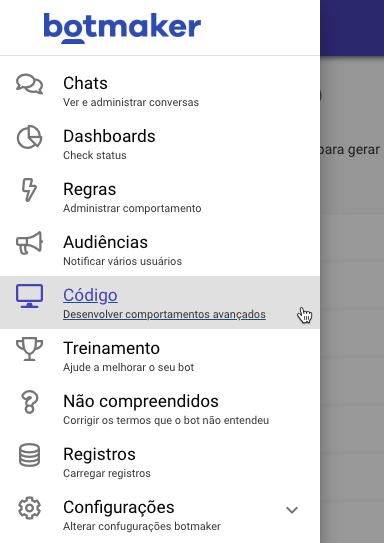 botmaker
Chats
Ver e administrar conversas
para gerar
Dashboards
Check status
Regras
Administrar comportamento
Audiências
Notificar vários usuários
Código
Desenvolver comportamentos avançados
Treinamento
Ajude a melhorar o seu bot
Não compreendidos
Corrigir os termos que o bot não entendeu
Registros
Carregar registros
Configurações
Alterar confugurações botmaker